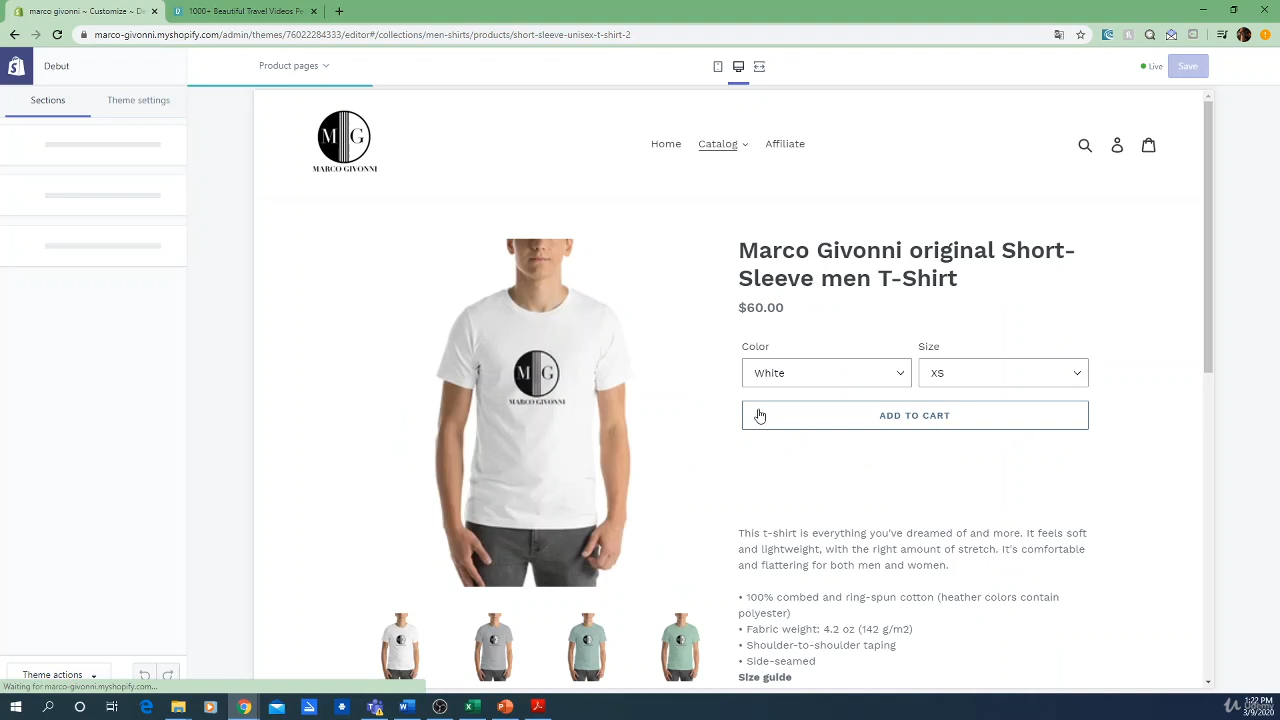 Marco Givonni ~ Customize ~ De
1000+ Beautiful T-shirt Videos
marco-givonni.myshopify.com/admin/themes/76022284333/editor#/collections/men-shirts/products/short-sleeve-unisex-t-shirt-2
Debut
Product pages
Live
Save
Sections
Theme settings
M G
MARCO GIVONNI
Home
Catalog
Affiliate
Marco Givonni original Short-
Sleeve men T-Shirt
$60.00
Color
Size
White
XS
ADD TO CART
M G
MARCO GIVONNI
This t-shirt is everything you've dreamed of and more. It feels soft
and lightweight, with the right amount of stretch. It's comfortable
and flattering for both men and women.
• 100% combed and ring-spun cotton (heather colors contain
polyester)
• Fabric weight: 4.2 oz (142 g/m2)
• Shoulder-to-shoulder taping
• Side-seamed
Size guide
Theme actions
Waiting for marco-givonni.myshopify.com...
1:22 PM
3/9/2020